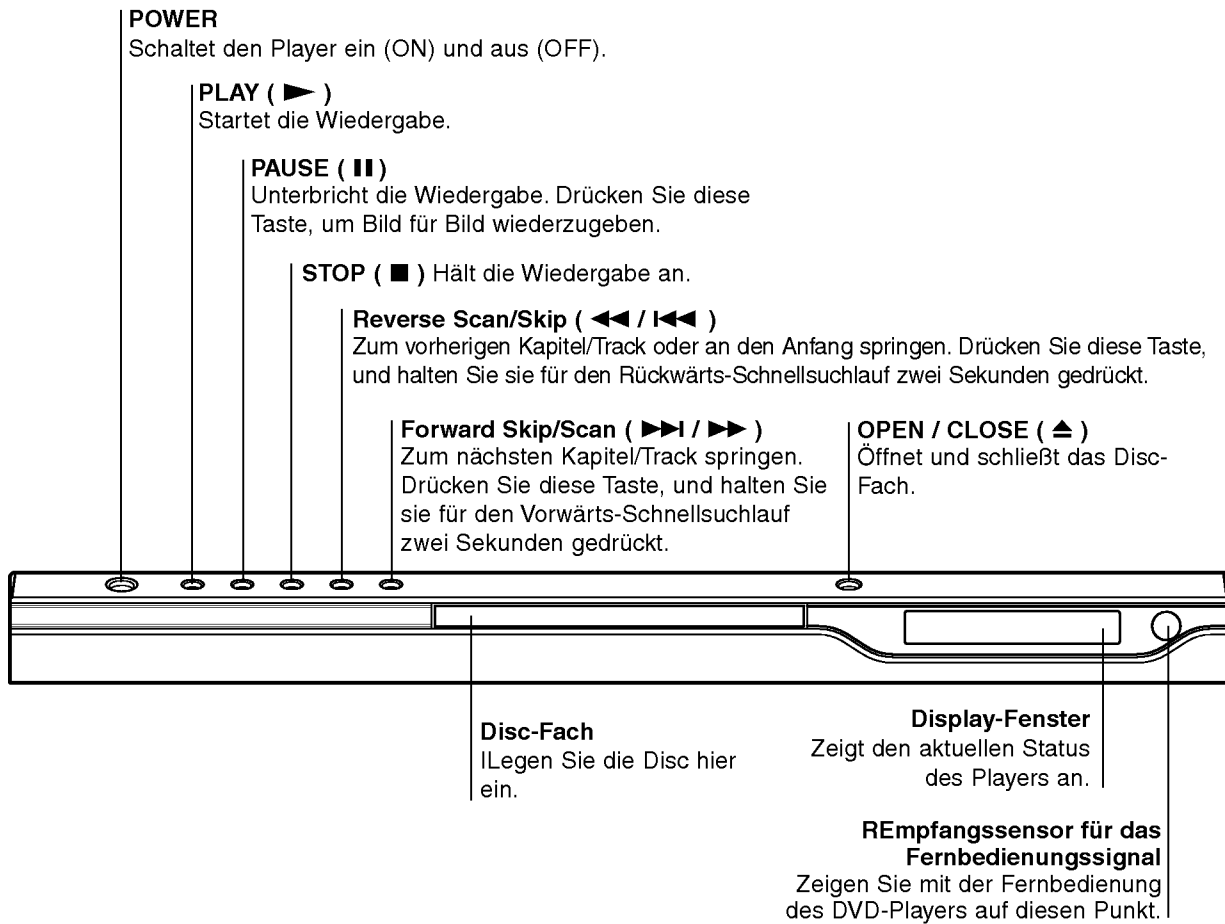 POWER
Schaltet den Player ein (ON) und aus (OFF).
PLAY ( ► )
Startet die Wiedergabe.
PAUSE ( ❚❚ )
Unterbricht die Wiedergabe. Drücken Sie diese
Taste, um Bild für Bild wiederzugeben.
STOP ( ■ ) Hält die Wiedergabe an.
Reverse Scan/Skip ( ◄◄ / I◄◄ )
Zum vorherigen Kapitel/Track oder an den Anfang springen. Drücken Sie diese Taste,
und halten Sie sie für den Rückwärts-Schnellsuchlauf zwei Sekunden gedrückt.
Forward Skip/Scan ( ►►I / ►► )
Zum nächsten Kapitel/Track springen.
Drücken Sie diese Taste, und halten Sie
sie für den Vorwärts-Schnellsuchlauf
zwei Sekunden gedrückt.
OPEN / CLOSE ( ≜ )
Öffnet und schließt das Disc-
Fach.
Disc-Fach
ILegen Sie die Disc hier
ein.
Display-Fenster
Zeigt den aktuellen Status
des Players an.
REmpfangssensor für das
Fernbedienungssignal
Zeigen Sie mit der Fernbedienung
des DVD-Players auf diesen Punkt.